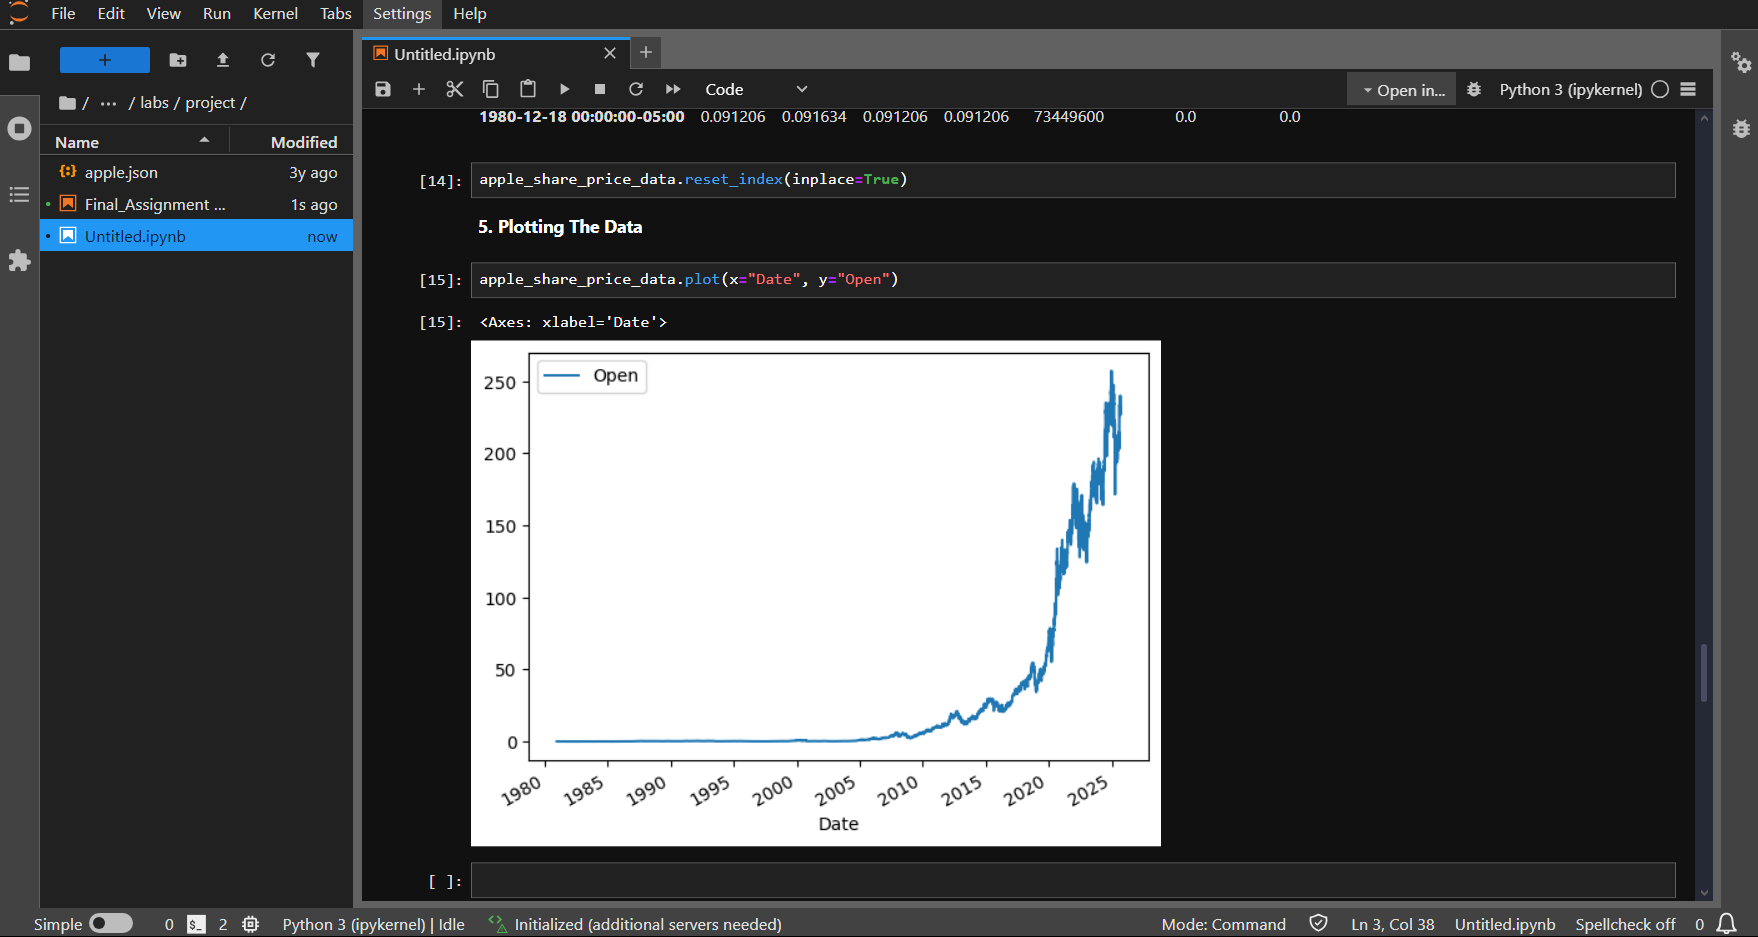 File Edit View Run Kernel Tabs Settings Help
+
/ ... / labs / project /
Name Modified
apple.json 3y ago
Final_Assignment ... 1s ago
Untitled.ipynb now
Untitled.ipynb
Code
Open in...
Python 3 (ipykernel)
1980-12-18 00:00:00-05:00 0.091206 0.091634 0.091206 0.091206 73449600 0.0 0.0
[14]: apple_share_price_data.reset_index(inplace=True)
5. Plotting The Data
[15]: apple_share_price_data.plot(x="Date", y="Open")
[15]: <Axes: xlabel='Date'>
Open
250
200
150
100
50
0
1980 1985 1990 1995 2000 2005 2010 2015 2020 2025
Date
[ ]:
Simple 0 $_ 2 Python 3 (ipykernel) | Idle Initialized (additional servers needed) Mode: Command Ln 3, Col 38 Untitled.ipynb Spellcheck off 0